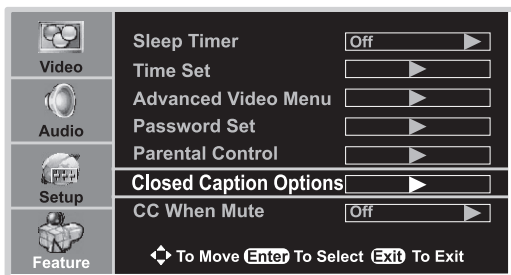 Video
Audio
Setup
Feature
Sleep Timer Off
Time Set
Advanced Video Menu
Password Set
Parental Control
Closed Caption Options
CC When Mute Off
To Move Enter To Select Exit To Exit